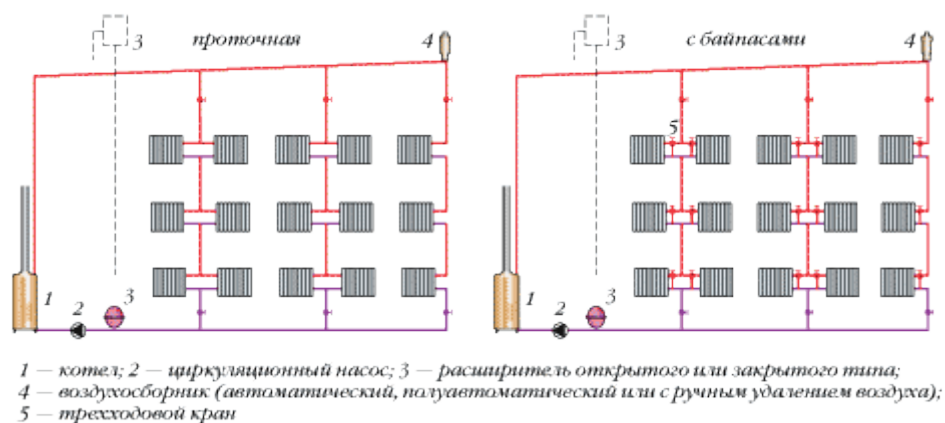 3 проточная 4
3 с байпасами 4
5
1 2 3
1 2 3
1 — котел; 2 — циркуляционный насос; 3 — расширитель открытого или закрытого типа;
4 — воздухосборник (автоматический, полуавтоматический или с ручным удалением воздуха);
5 — трехходовой кран